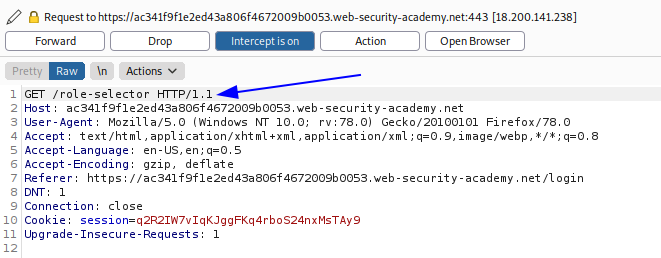 Request to https://ac341f9f1e2ed43a806f4672009b0053.web-security-academy.net:443 [18.200.141.238]
Forward Drop Intercept is on Action Open Browser
Pretty Raw \n Actions
1 GET /role-selector HTTP/1.1
2 Host: ac341f9f1e2ed43a806f4672009b0053.web-security-academy.net
3 User-Agent: Mozilla/5.0 (Windows NT 10.0; rv:78.0) Gecko/20100101 Firefox/78.0
4 Accept: text/html,application/xhtml+xml,application/xml;q=0.9,image/webp,*/*;q=0.8
5 Accept-Language: en-US,en;q=0.5
6 Accept-Encoding: gzip, deflate
7 Referer: https://ac341f9f1e2ed43a806f4672009b0053.web-security-academy.net/login
8 DNT: 1
9 Connection: close
10 Cookie: session=q2R2IW7vIqKJggFKq4rboS24nxMsTAy9
11 Upgrade-Insecure-Requests: 1
12